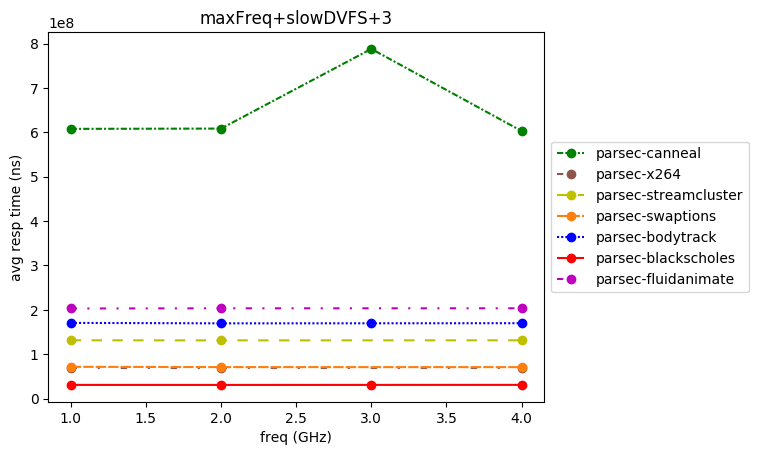 maxFreq+slowDVFS+3
1e8
8
7
6
5
4
3
2
1
0
avg resp time (ns)
1.0 1.5 2.0 2.5 3.0 3.5 4.0
freq (GHz)
parsec-canneal
parsec-x264
parsec-streamcluster
parsec-swaptions
parsec-bodytrack
parsec-blackscholes
parsec-fluidanimate